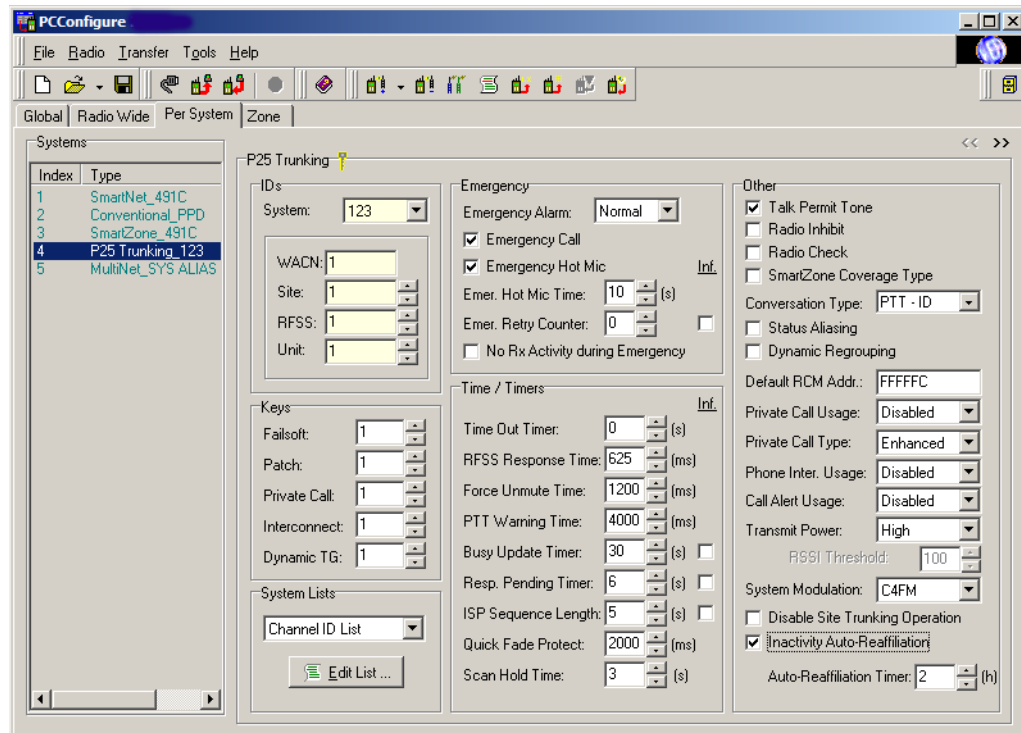 PCConfigure
File Radio Transfer Tools Help
Global Radio Wide Per System Zone
Systems
<< >>
Index Type
1 SmartNet_491C
2 Conventional_PPD
3 SmartZone_491C
4 P25 Trunking_123
5 MultiNet_SYS ALIAS
P25 Trunking
IDs
System: 123
WACN: 1
Site: 1
RFSS: 1
Unit: 1
Keys
Failsoft: 1
Patch: 1
Private Call: 1
Interconnect: 1
Dynamic TG: 1
System Lists
Channel ID List
Edit List ...
Emergency
Emergency Alarm: Normal
Emergency Call
Emergency Hot Mic Inf.
Emer. Hot Mic Time: 10 (s)
Emer. Retry Counter: 0
No Rx Activity during Emergency
Time / Timers
Inf.
Time Out Timer: 0 (s)
RFSS Response Time: 625 (ms)
Force Unmute Time: 1200 (ms)
PTT Warning Time: 4000 (ms)
Busy Update Timer: 30 (s)
Resp. Pending Timer: 6 (s)
ISP Sequence Length: 5 (s)
Quick Fade Protect: 2000 (ms)
Scan Hold Time: 3 (s)
Other
Talk Permit Tone
Radio Inhibit
Radio Check
SmartZone Coverage Type
Conversation Type: PTT - ID
Status Aliasing
Dynamic Regrouping
Default RCM Addr.: FFFFFC
Private Call Usage: Disabled
Private Call Type: Enhanced
Phone Inter. Usage: Disabled
Call Alert Usage: Disabled
Transmit Power: High
RSSI Threshold: 100
System Modulation: C4FM
Disable Site Trunking Operation
Inactivity Auto-Reaffiliation
Auto-Reaffiliation Timer: 2 (h)